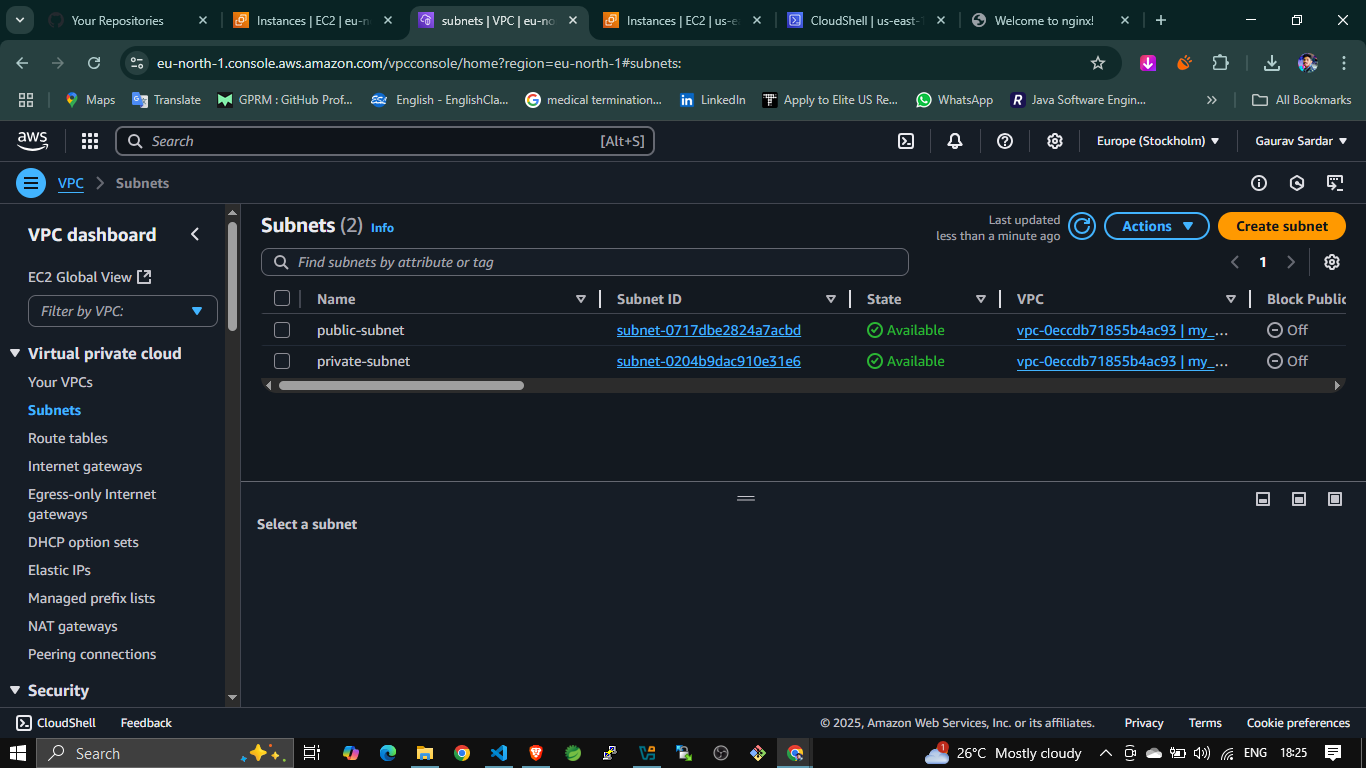 Your Repositories
Instances | EC2 | eu-n
subnets | VPC | eu-no
Instances | EC2 | us-ea
CloudShell | us-east-1
Welcome to nginx!
eu-north-1.console.aws.amazon.com/vpcconsole/home?region=eu-north-1#subnets:
Maps
Translate
GPRM : GitHub Prof...
English - EnglishCla...
medical termination...
LinkedIn
Apply to Elite US Re...
WhatsApp
Java Software Engin...
All Bookmarks
aws
Search
[Alt+S]
Europe (Stockholm)
Gaurav Sardar
VPC
Subnets
VPC dashboard
EC2 Global View
Filter by VPC:
Virtual private cloud
Your VPCs
Subnets
Route tables
Internet gateways
Egress-only Internet
gateways
DHCP option sets
Elastic IPs
Managed prefix lists
NAT gateways
Peering connections
Security
Subnets (2) Info
Last updated
less than a minute ago
Actions
Create subnet
Find subnets by attribute or tag
1
Name Subnet ID State VPC Block Public
public-subnet subnet-0717dbe2824a7acbd Available vpc-0eccdb71855b4ac93 | my_... Off
private-subnet subnet-0204b9dac910e31e6 Available vpc-0eccdb71855b4ac93 | my_... Off
Select a subnet
CloudShell
Feedback
© 2025, Amazon Web Services, Inc. or its affiliates.
Privacy
Terms
Cookie preferences
Search
1
26°C Mostly cloudy
ENG
18:25